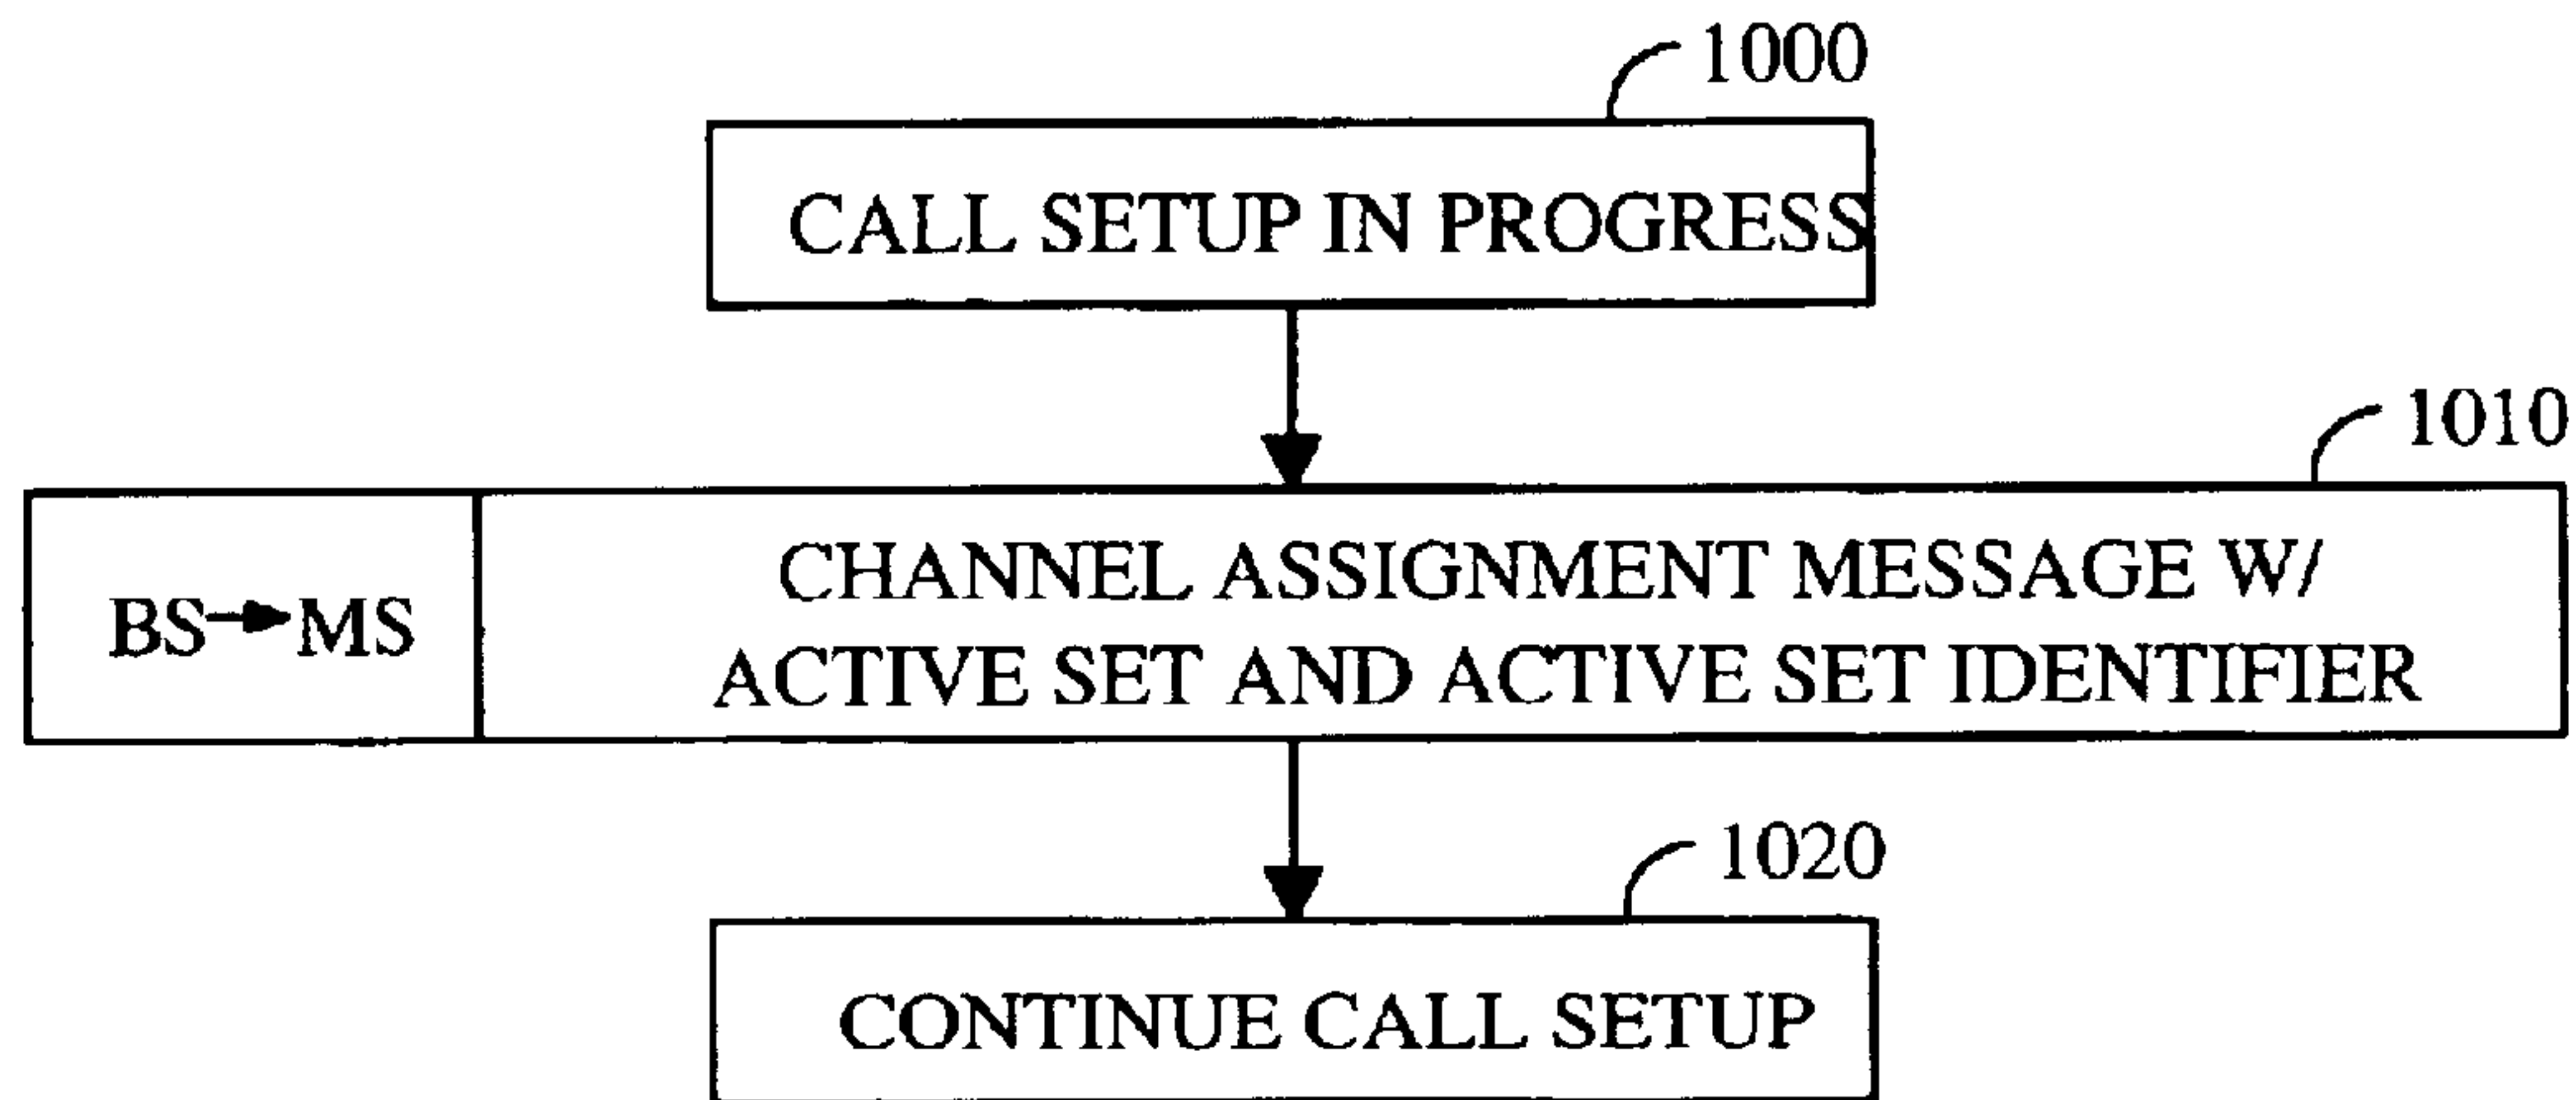 1000
CALL SETUP IN PROGRESS
1010
BS→MS
CHANNEL ASSIGNMENT MESSAGE W/
ACTIVE SET AND ACTIVE SET IDENTIFIER
1020
CONTINUE CALL SETUP